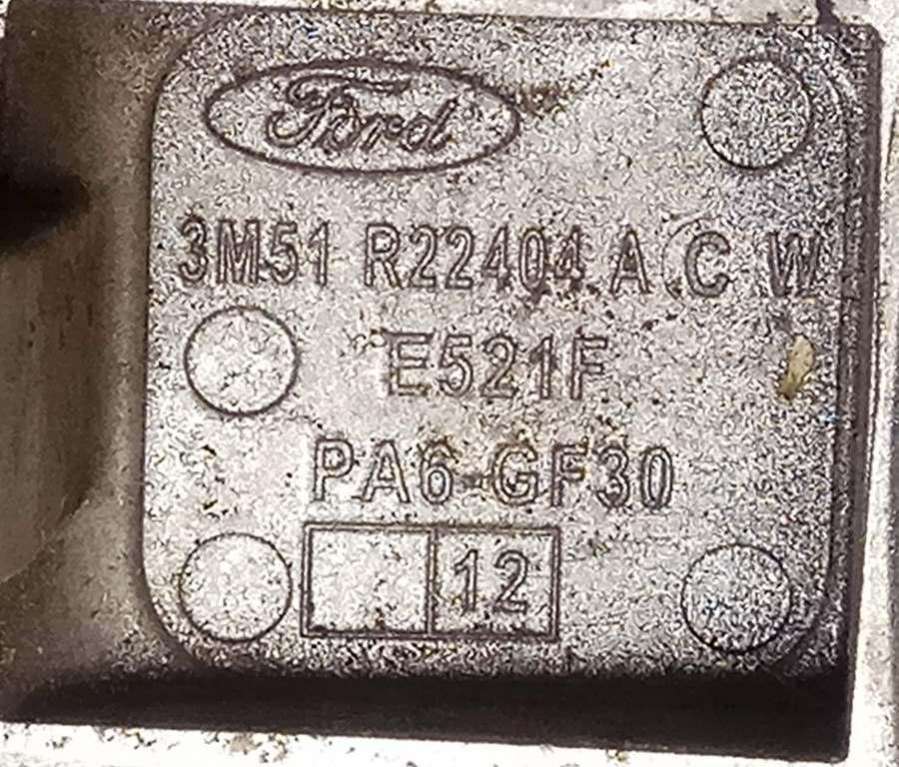 Ford
3M51 R22404 A C W
E521F
PA6-GF30
12